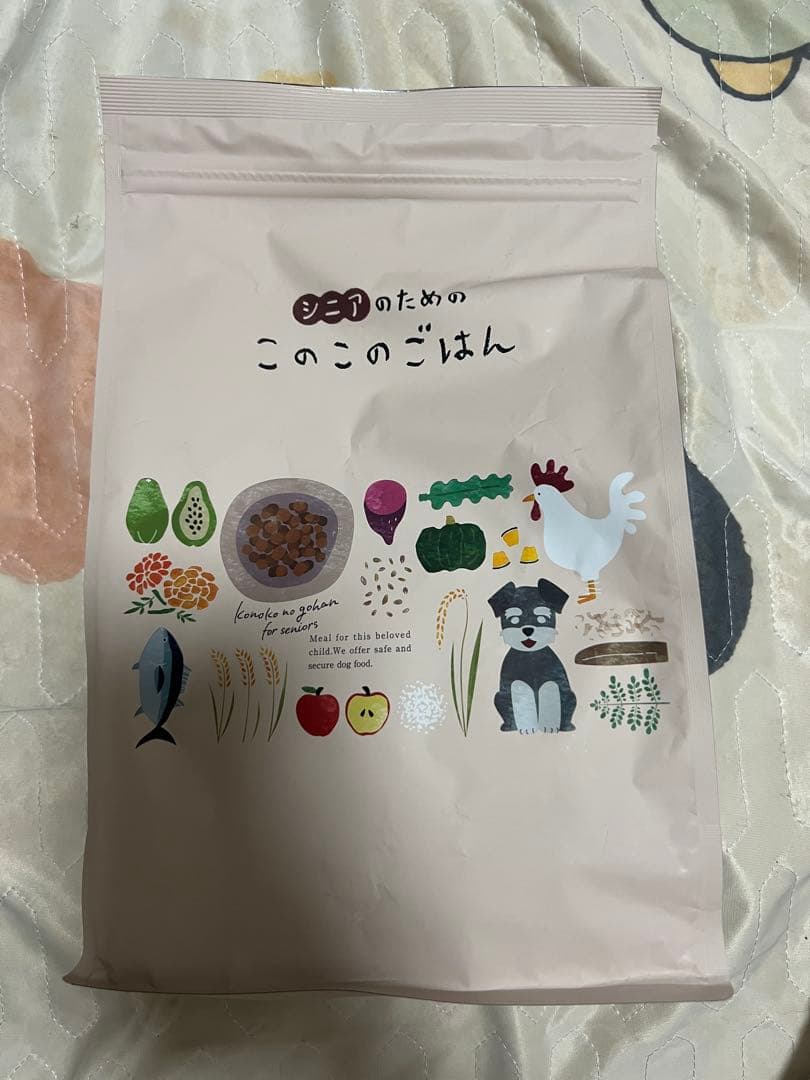 シニアのための
このこのごはん
Konoko no gohan
for seniors
Meal for this beloved
child.We offer safe and
secure dog food.